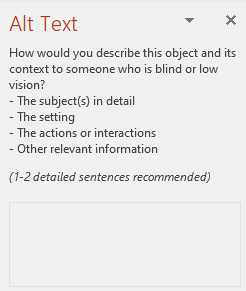 Alt Text
How would you describe this object and its
context to someone who is blind or low
vision?
- The subject(s) in detail
- The setting
- The actions or interactions
- Other relevant information
(1-2 detailed sentences recommended)